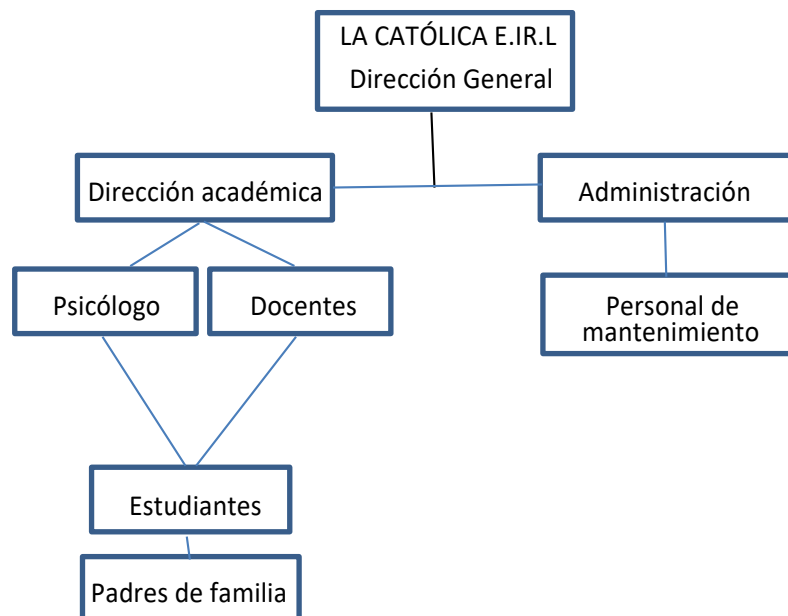 LA CATÓLICA E.IR.L
Dirección General
Dirección académica
Administración
Psicólogo
Docentes
Personal de
mantenimiento
Estudiantes
Padres de familia